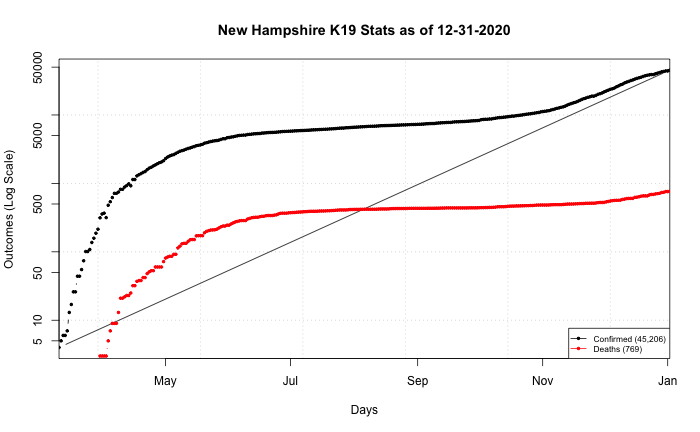 New Hampshire K19 Stats as of 12-31-2020
Outcomes (Log Scale)
50000
5000
500
50
10
5
Confirmed (45,206)
Deaths (769)
May Jul Sep Nov Jan
Days